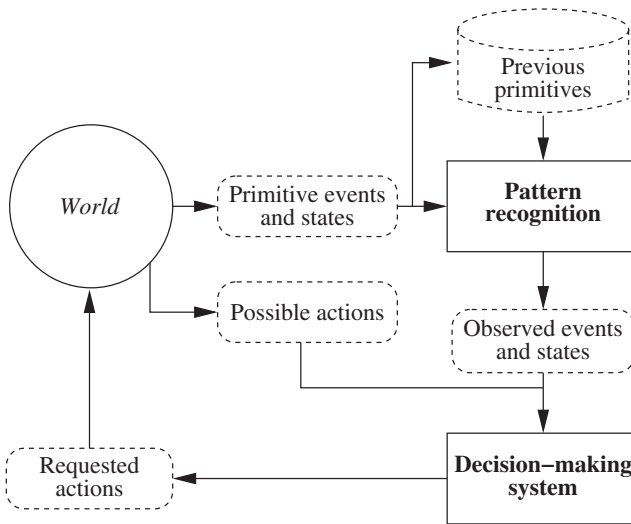 Previous
primitives
World
Primitive events
and states
Pattern
recognition
Possible actions
Observed events
and states
Requested
actions
Decision−making
system